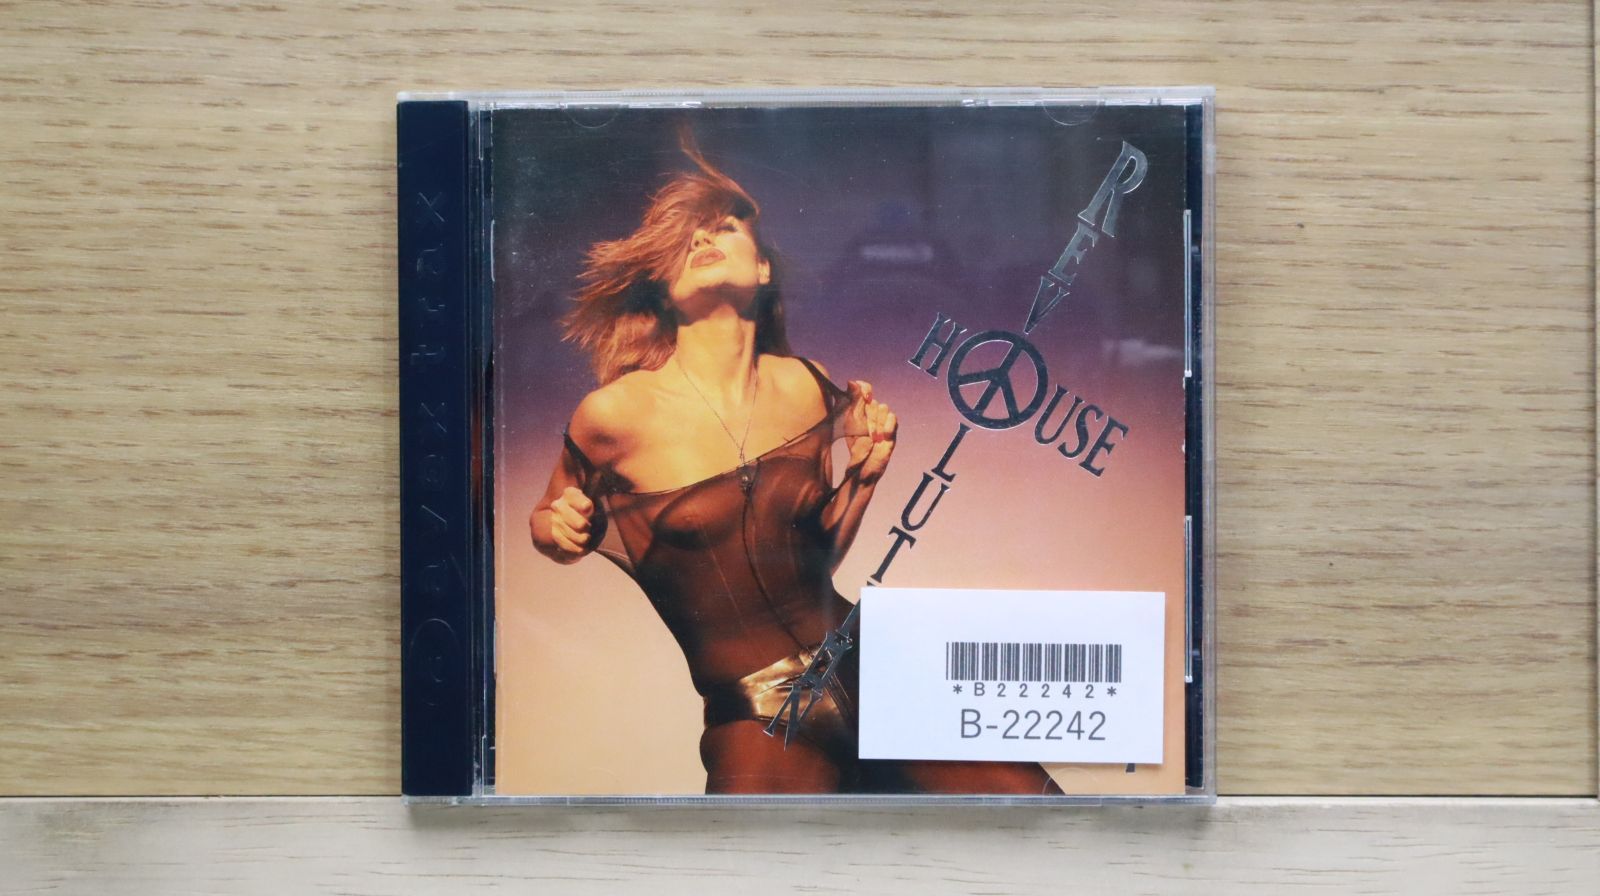 avex trax
REVOLUTION
HOUSE
*B22242*
B-22242